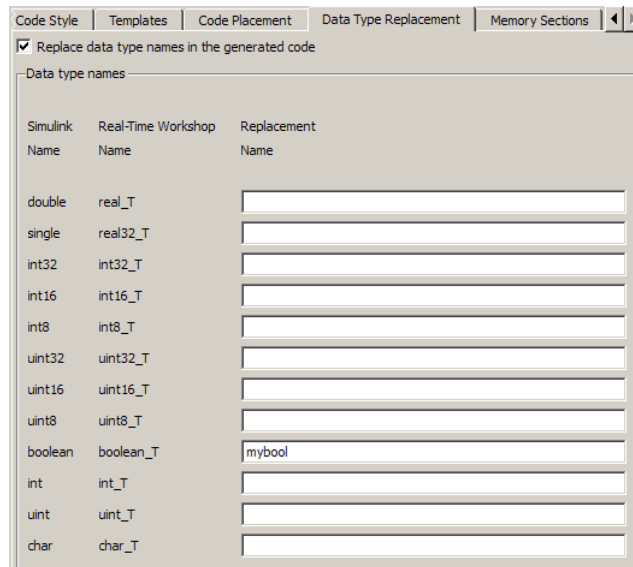 Code Style Templates Code Placement Data Type Replacement Memory Sections
Replace data type names in the generated code
Data type names
Simulink Real-Time Workshop Replacement
Name Name Name
double real_T
single real32_T
int32 int32_T
int16 int16_T
int8 int8_T
uint32 uint32_T
uint16 uint16_T
uint8 uint8_T
boolean boolean_T mybool
int int_T
uint uint_T
char char_T